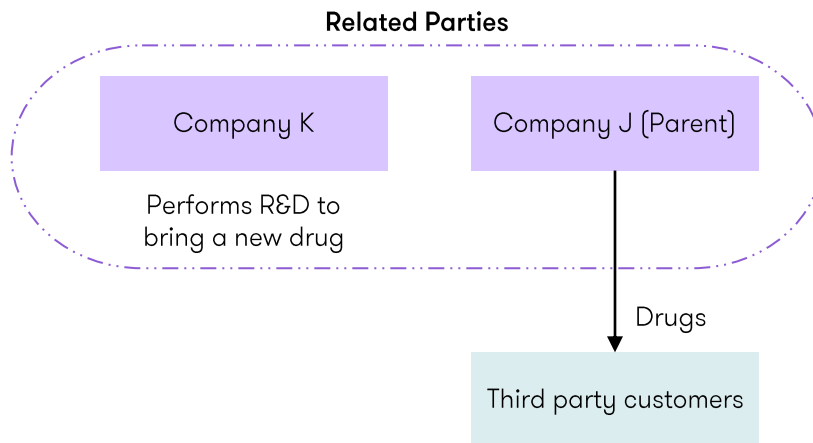 Related Parties
Company K
Company J (Parent)
Performs R&D to
bring a new drug
Drugs
Third party customers